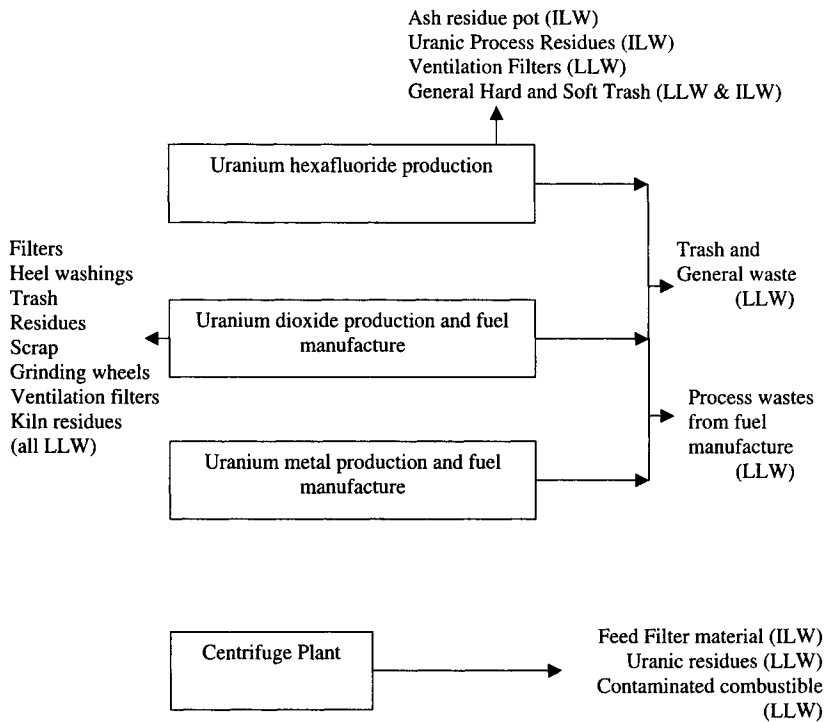 Ash residue pot (ILW)
Uranic Process Residues (ILW)
Ventilation Filters (LLW)
General Hard and Soft Trash (LLW & ILW)
Uranium hexafluoride production
Filters
Heel washings
Trash
Residues
Scrap
Grinding wheels
Ventilation filters
Kiln residues
(all LLW)
Trash and
General waste
(LLW)
Uranium dioxide production and fuel
manufacture
Process wastes
from fuel
manufacture
(LLW)
Uranium metal production and fuel
manufacture
Centrifuge Plant
Feed Filter material (ILW)
Uranic residues (LLW)
Contaminated combustible
(LLW)